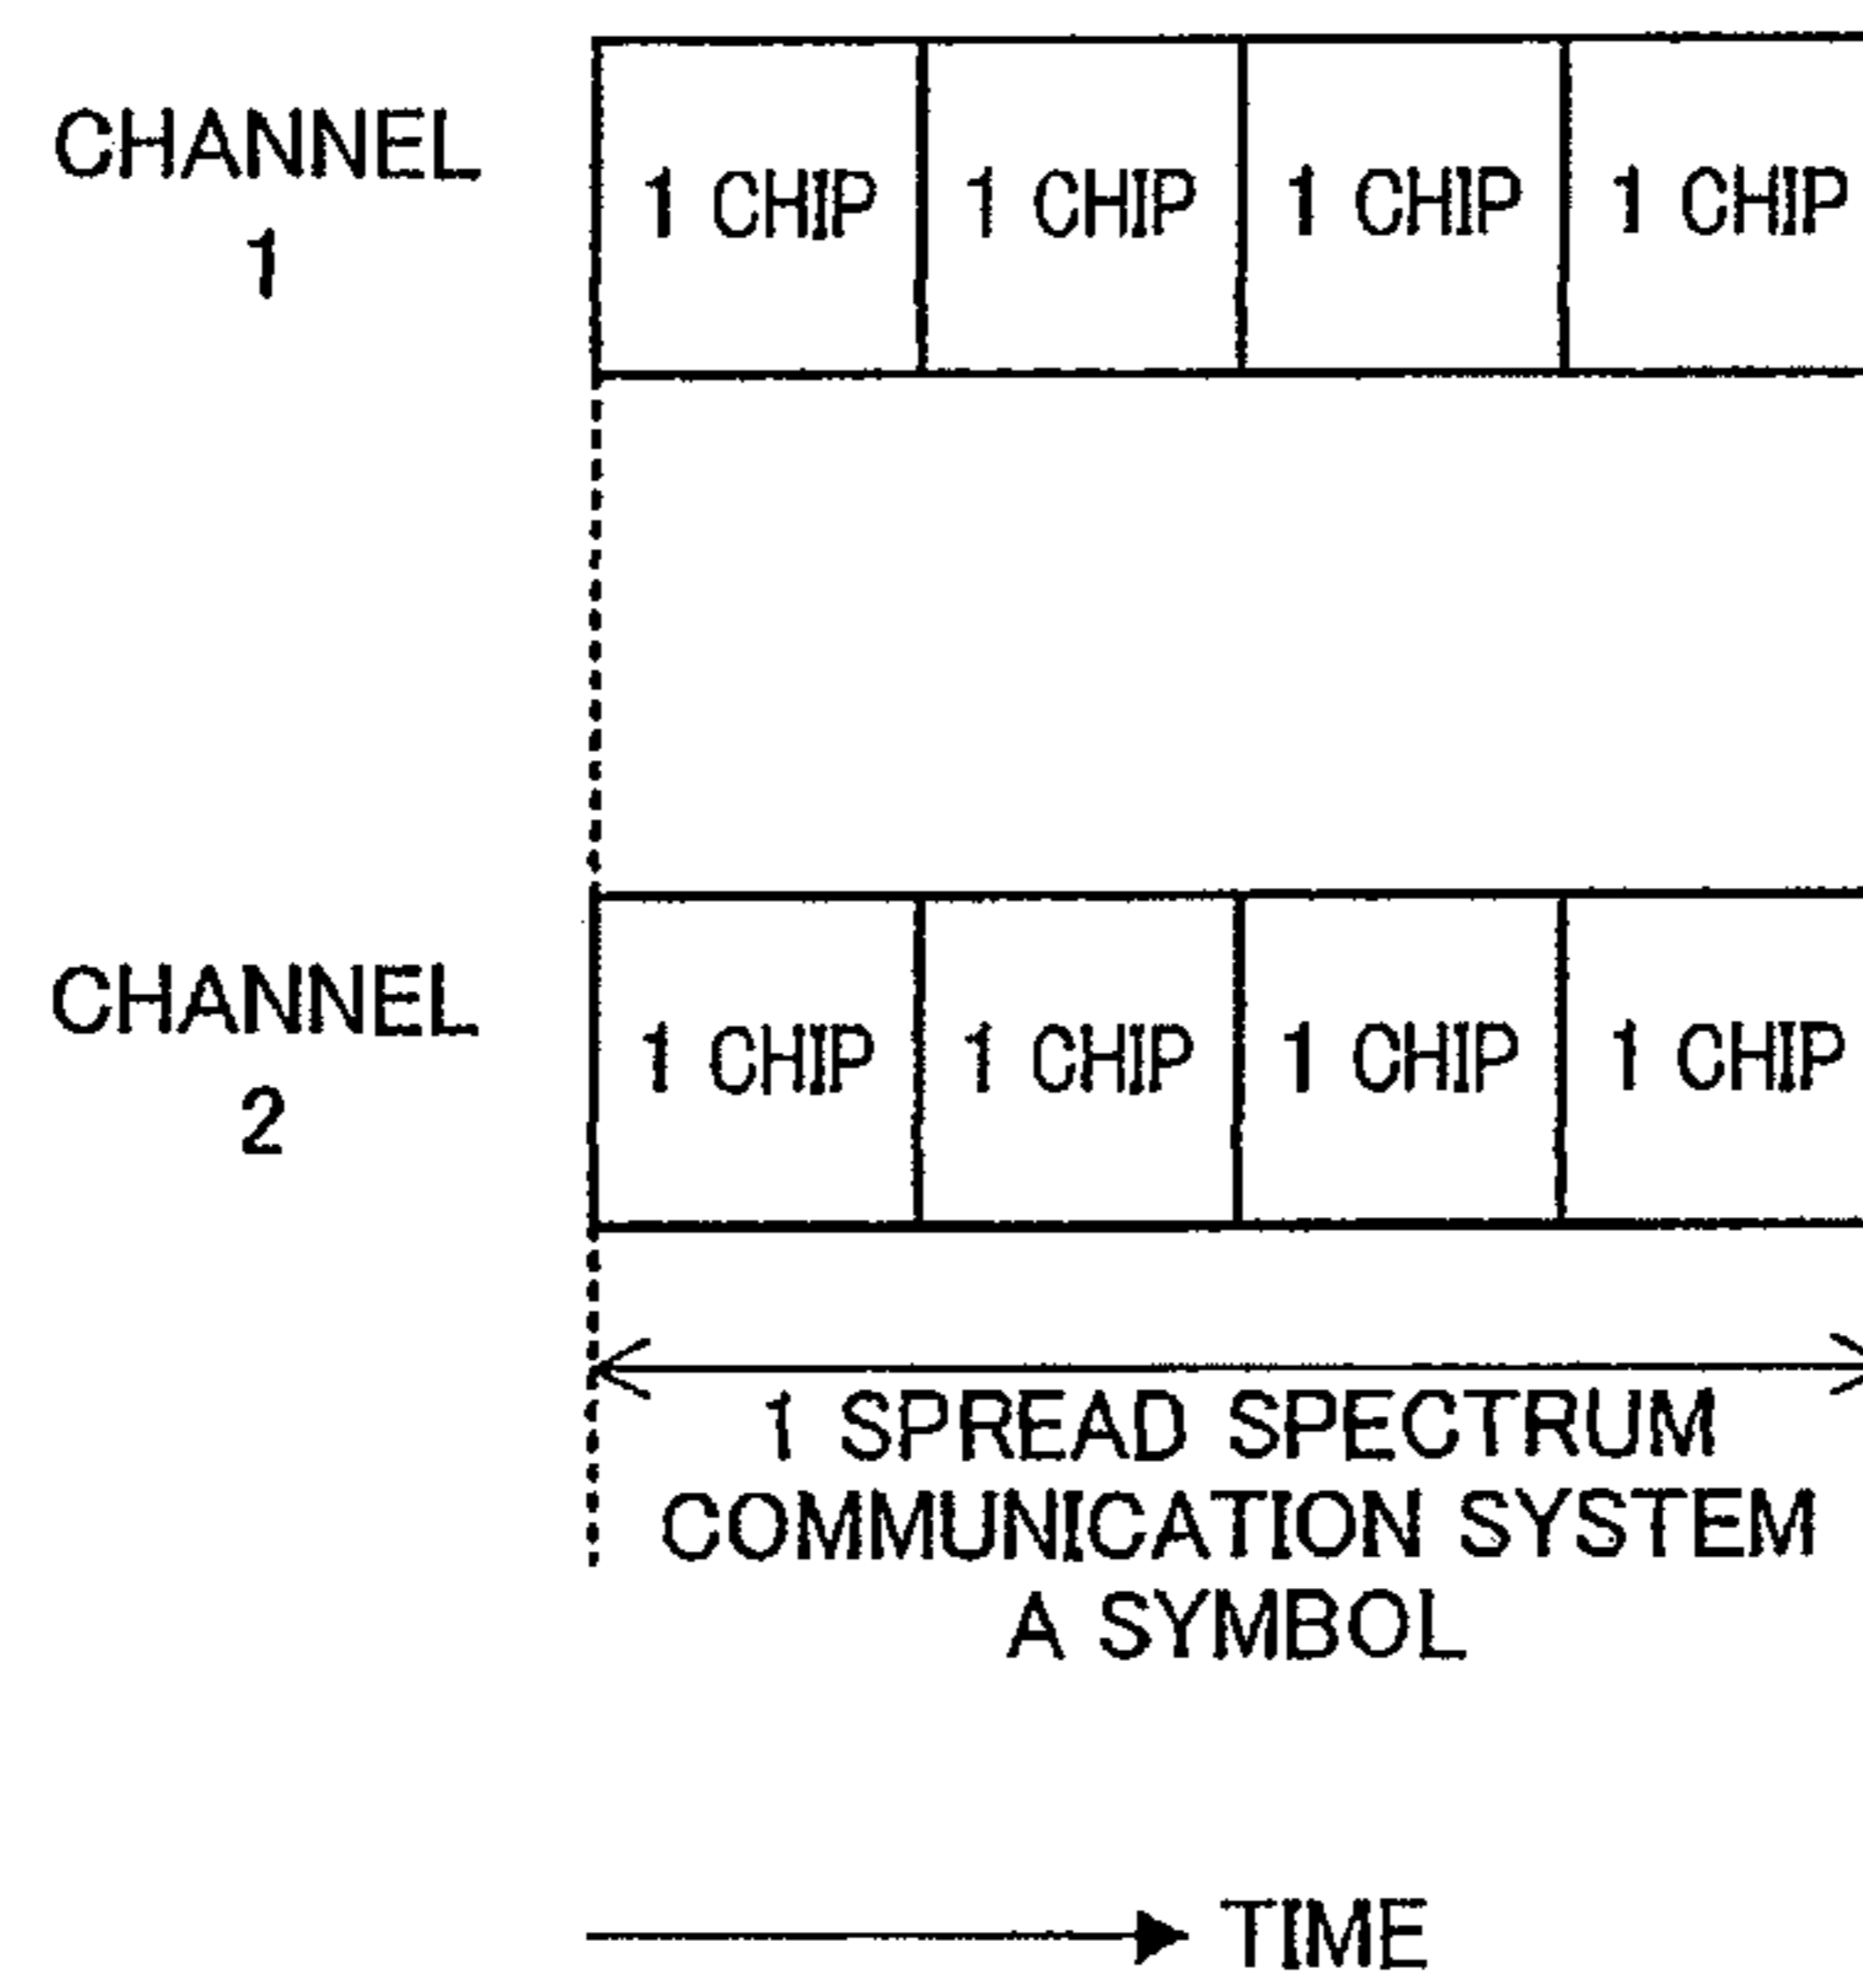 CHANNEL
1
1 CHIP 1 CHIP 1 CHIP 1 CHIP
CHANNEL
2
1 CHIP 1 CHIP 1 CHIP 1 CHIP
1 SPREAD SPECTRUM
COMMUNICATION SYSTEM
A SYMBOL
TIME